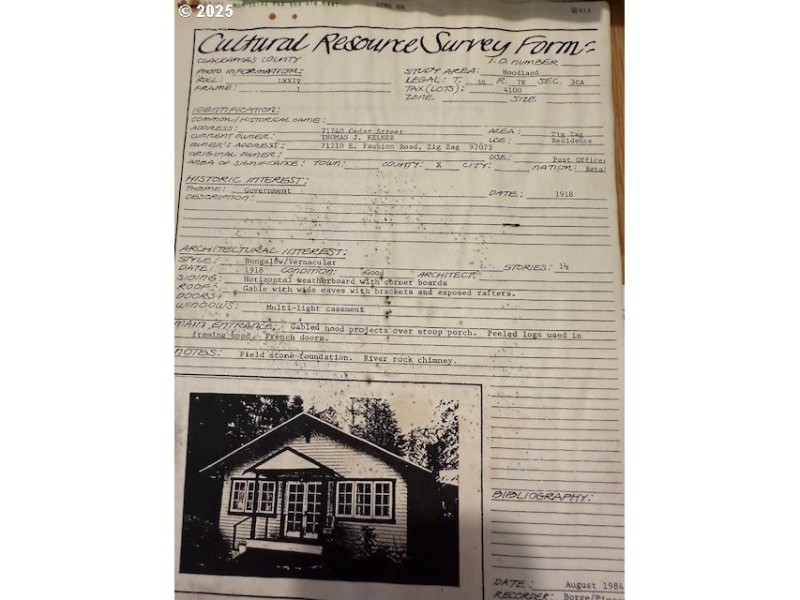 © 2025
Cultural Resource Survey Form:
CLACKAMAS COUNTY
I.D. NUMBER
PHOTO INFORMATION: STUDY AREA: Woodland
ROLL: LXXIV LEGAL: T. R. 7E SEC.
FRAME: 1 TAX (LOTS): 4100
ZONE SIZE
IDENTIFICATION:
COMMON/HISTORICAL NAME:
ADDRESS: 71740 Cedar Street AREA: Zig Zag
CURRENT OWNER: THOMAS J. USE: Residence
OWNER'S ADDRESS: 71210 E. Faubion Road, Zig Zag 97073
ORIGINAL OWNER: USE: Post Office
AREA OF SIGNIFICANCE: TOWN: COUNTY: X CITY: NATION:
HISTORIC INTEREST:
THEME: Government DATE: 1918
DESCRIPTION:
ARCHITECTURAL INTEREST:
STYLE: Bungalow/Vernacular
DATE: 1918 CONDITION: Good ARCHITECT: STORIES: 1½
SIDING: Horizontal weatherboard with corner boards
ROOF: Gable with wide eaves with brackets and exposed rafters.
DOORS:
WINDOWS: Multi-light casement
MAIN ENTRANCE: Gabled hood projects over stoop porch. Peeled logs used in
framing hood. French doors.
NOTES: Field stone foundation. River rock chimney.
BIBLIOGRAPHY:
DATE: August 1984
RECORDER: